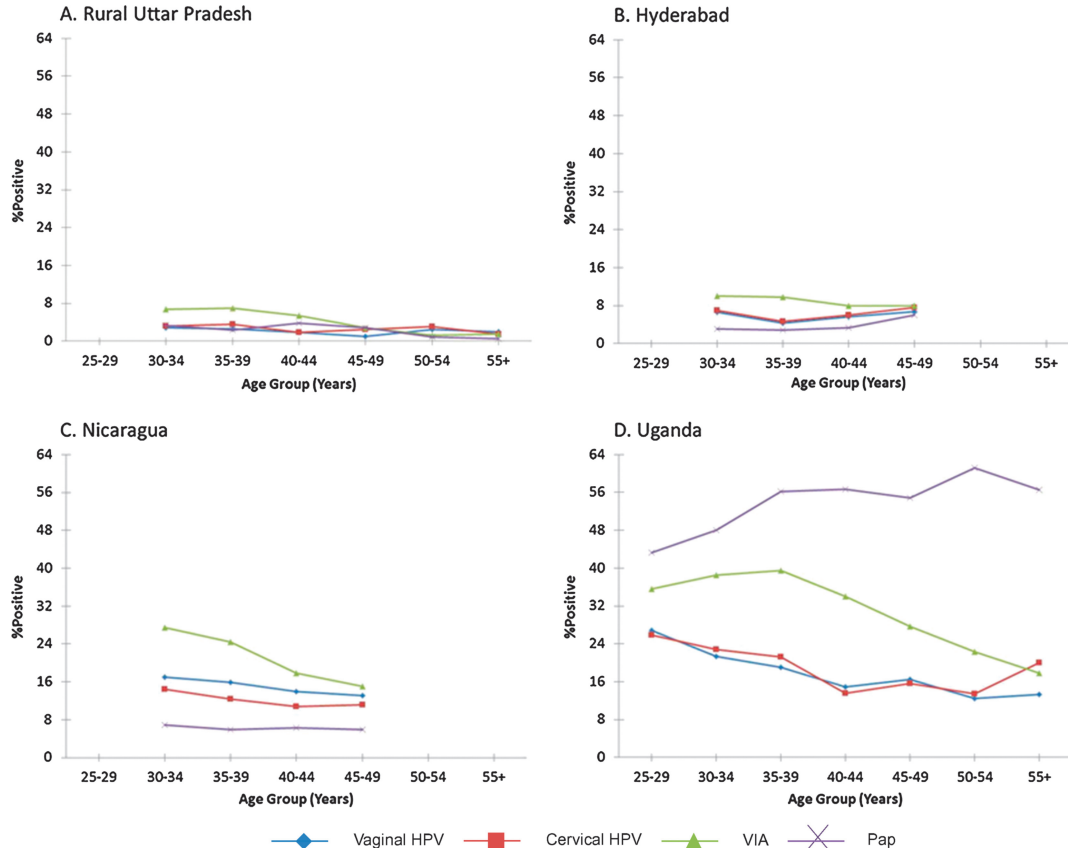 A. Rural Uttar Pradesh
64
56
48
40
32
24
16
8
0
%Positive
25-29 30-34 35-39 40-44 45-49 50-54 55+
Age Group (Years)
B. Hyderabad
64
56
48
40
32
24
16
8
0
%Positive
25-29 30-34 35-39 40-44 45-49 50-54 55+
Age Group (Years)
C. Nicaragua
64
56
48
40
32
24
16
8
0
%Positive
25-29 30-34 35-39 40-44 45-49 50-54 55+
Age Group (Years)
D. Uganda
64
56
48
40
32
24
16
8
0
%Positive
25-29 30-34 35-39 40-44 45-49 50-54 55+
Age Group (Years)
Vaginal HPV Cervical HPV VIA Pap